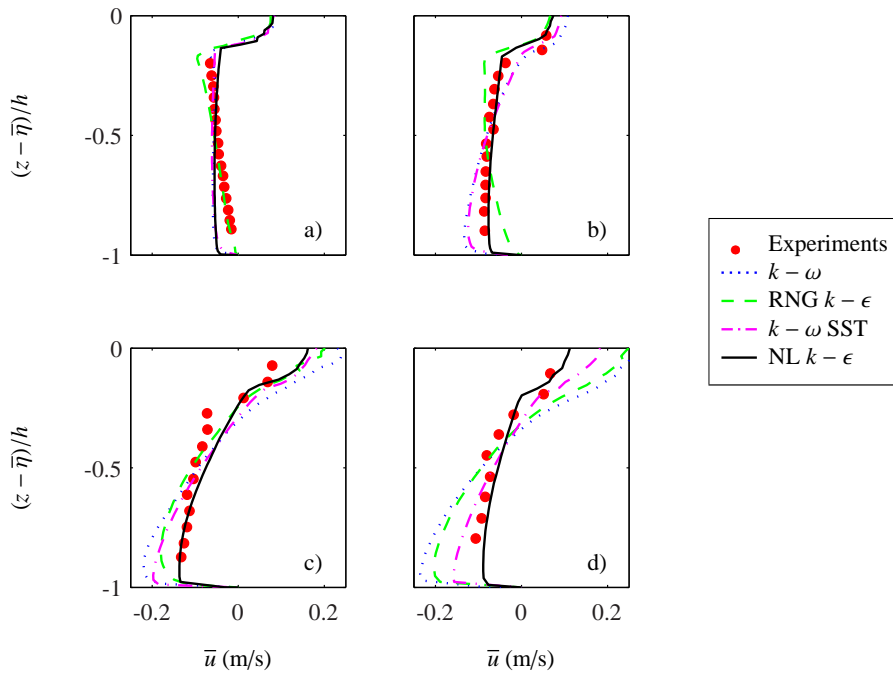 0
-0.5
-1
(z − η̅)/h
a)
b)
0
-0.5
-1
(z − η̅)/h
c)
d)
-0.2
0
0.2
-0.2
0
0.2
u̅ (m/s)
u̅ (m/s)
Experiments
k − ω
RNG k − ϵ
k − ω SST
NL k − ϵ